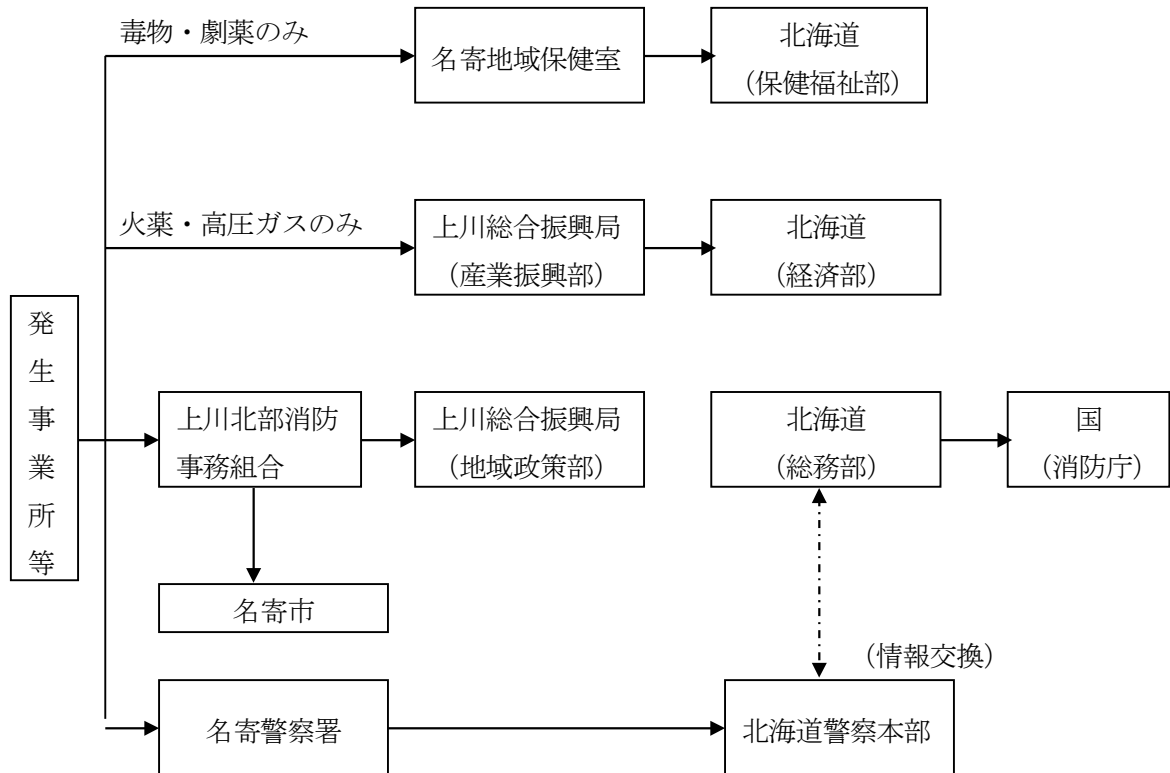 毒物・劇薬のみ
名寄地域保健室
北海道
（保健福祉部）
火薬・高圧ガスのみ
上川総合振興局
（産業振興部）
北海道
（経済部）
発生事業所等
上川北部消防
事務組合
上川総合振興局
（地域政策部）
北海道
（総務部）
国
（消防庁）
名寄市
（情報交換）
名寄警察署
北海道警察本部